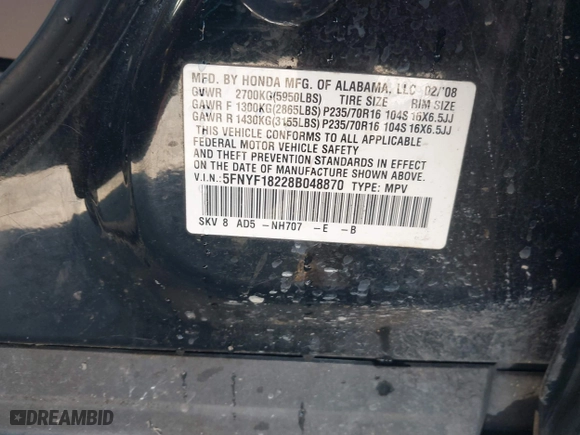 MFD. BY HONDA MFG. OF ALABAMA, LLC 02/'08
GVWR 2700KG(5950LBS) TIRE SIZE RIM SIZE
GAWR F 1300KG(2865LBS) P235/70R16 104S 16X6.5JJ
GAWR R 1430KG(3155LBS) P235/70R16 104S 16X6.5JJ
THIS VEHICLE CONFORMS TO ALL APPLICABLE
FEDERAL MOTOR VEHICLE SAFETY
AND THEFT PREVENTION STANDARDS IN EFFECT
ON THE DATE OF MANUFACTURE SHOWN ABOVE.
V.I.N.:5FNYF18228B048870 TYPE: MPV
SKV 8 AD5 -NH707 -E -B
DREAMBID